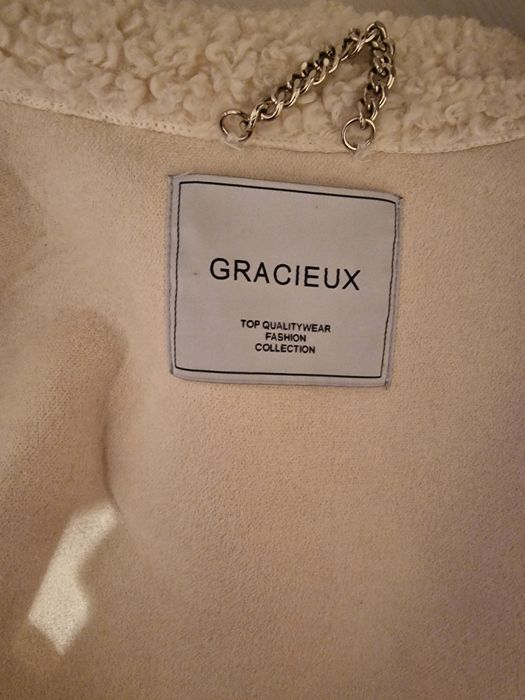 GRACIEUX
TOP QUALITYWEAR
FASHION
COLLECTION